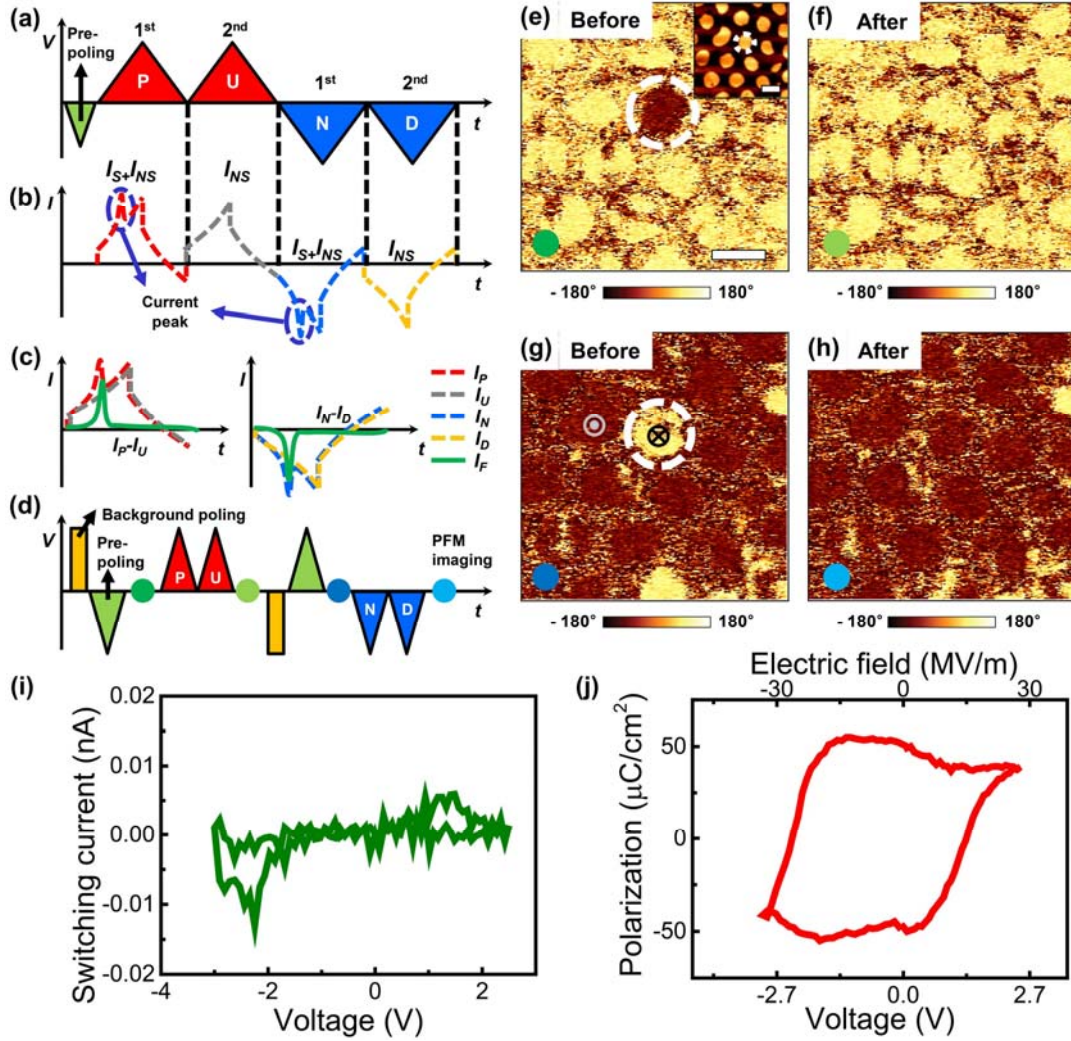 (a)
V
Pre-
poling
1st
2nd
P
U
1st
2nd
N
D
t
(b)
I
IS+INS
INS
IS+INS
INS
t
Current
peak
(c)
I
IP-IU
t
I
IN-ID
t
IP
IU
IN
ID
IF
(d)
V
Background poling
Pre-
poling
P
U
N
D
PFM
imaging
t
(e)
Before
- 180°
180°
(f)
After
- 180°
180°
(g)
Before
- 180°
180°
(h)
After
- 180°
180°
(i)
Switching current (nA)
0.02
0.01
0.00
-0.01
-0.02
-4
-2
0
2
Voltage (V)
(j)
Electric field (MV/m)
-30
0
30
Polarization (μC/cm²)
50
0
-50
-2.7
0.0
2.7
Voltage (V)